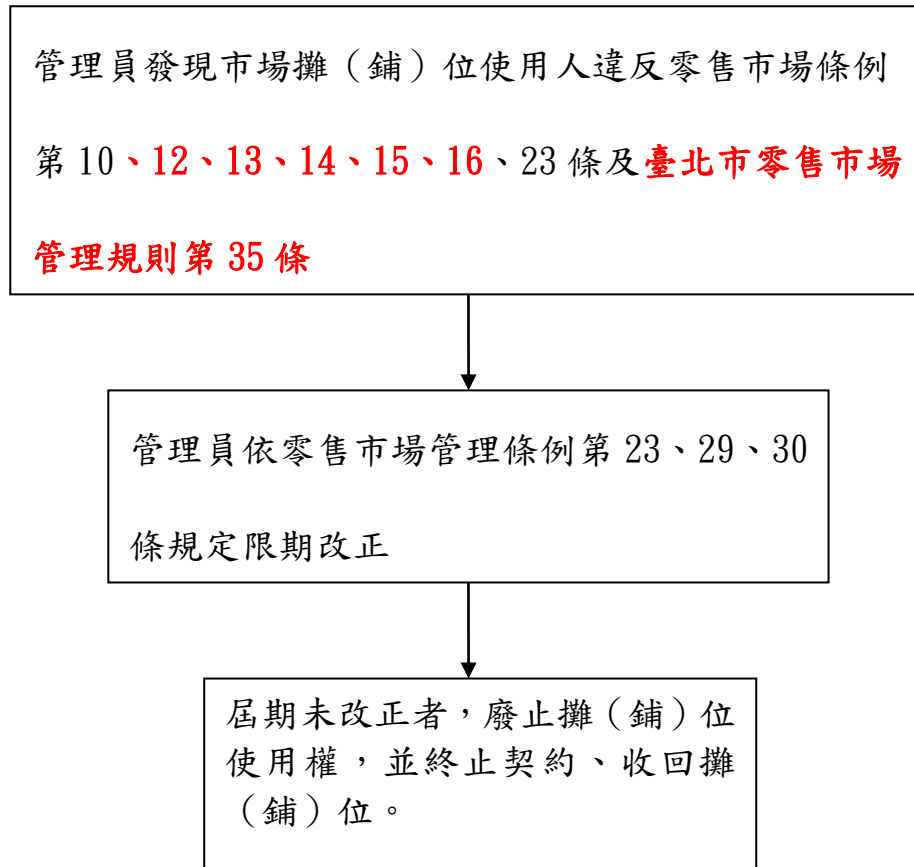 管理員發現市場攤（鋪）位使用人違反零售市場條例
第 10、12、13、14、15、16、23 條及臺北市零售市場
管理規則第 35 條
管理員依零售市場管理條例第 23、29、30
條規定限期改正
屆期未改正者，廢止攤（鋪）位
使用權，並終止契約、收回攤
（鋪）位。